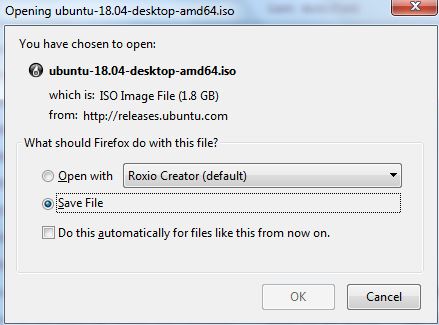 Opening ubuntu-18.04-desktop-amd64.iso
You have chosen to open:
ubuntu-18.04-desktop-amd64.iso
which is: ISO Image File (1.8 GB)
from: http://releases.ubuntu.com
What should Firefox do with this file?
Open with Roxio Creator (default)
Save File
Do this automatically for files like this from now on.
OK Cancel